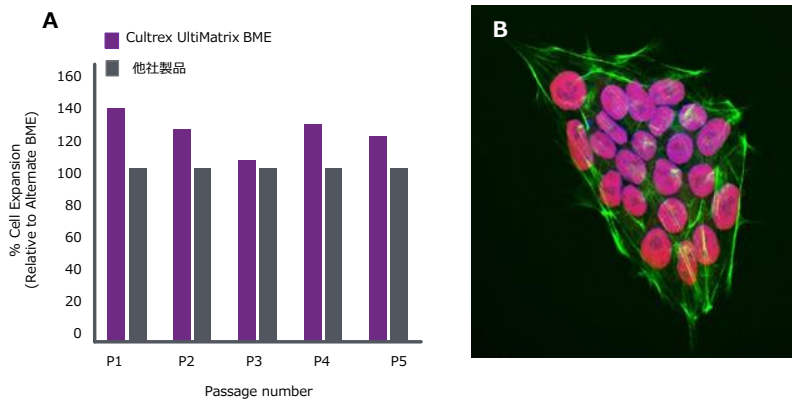 A
Cultrex UltiMatrix BME
他社製品
% Cell Expansion
(Relative to Alternate BME)
160
140
120
100
80
60
40
20
0
P1 P2 P3 P4 P5
Passage number
B